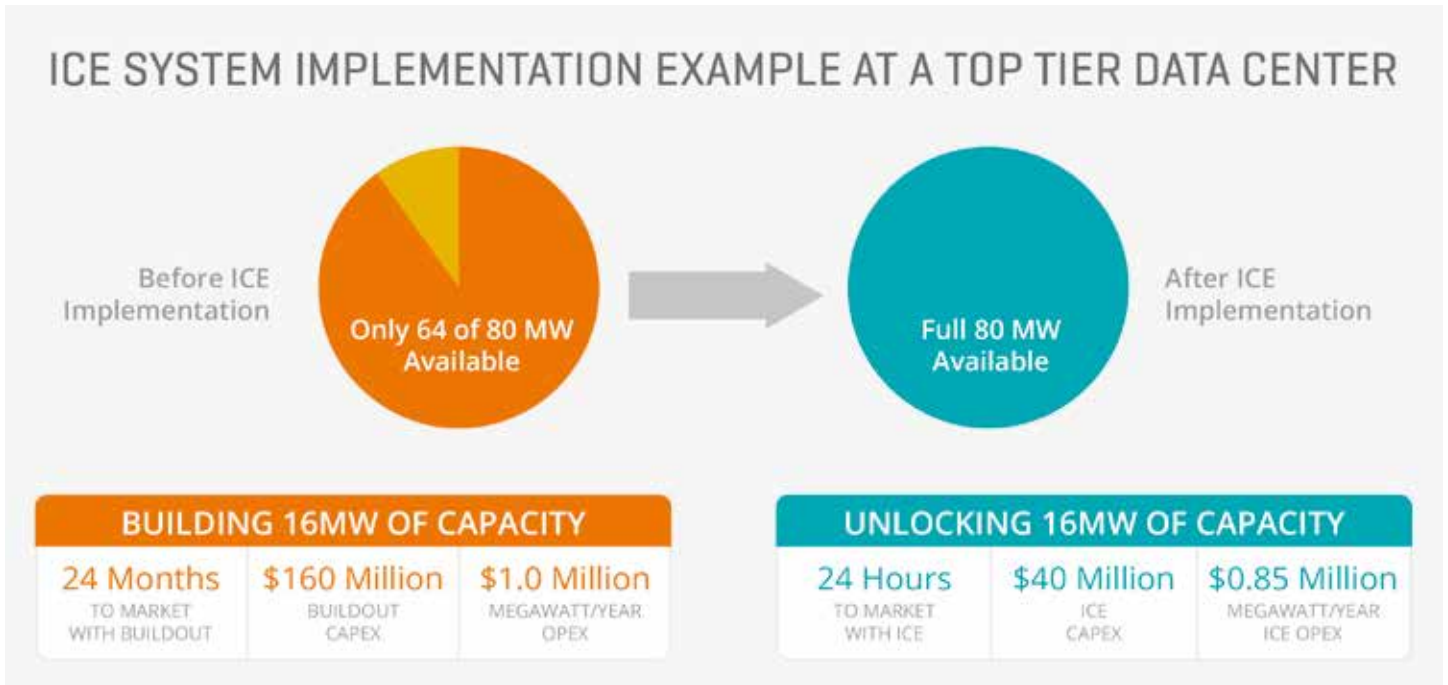 ICE SYSTEM IMPLEMENTATION EXAMPLE AT A TOP TIER DATA CENTER
Before ICE
Implementation
Only 64 of 80 MW
Available
Full 80 MW
Available
After ICE
Implementation
BUILDING 16MW OF CAPACITY
24 Months
TO MARKET
WITH BUILDOUT
$160 Million
BUILDOUT
CAPEX
$1.0 Million
MEGAWATT/YEAR
OPEX
UNLOCKING 16MW OF CAPACITY
24 Hours
TO MARKET
WITH ICE
$40 Million
ICE
CAPEX
$0.85 Million
MEGAWATT/YEAR
ICE OPEX